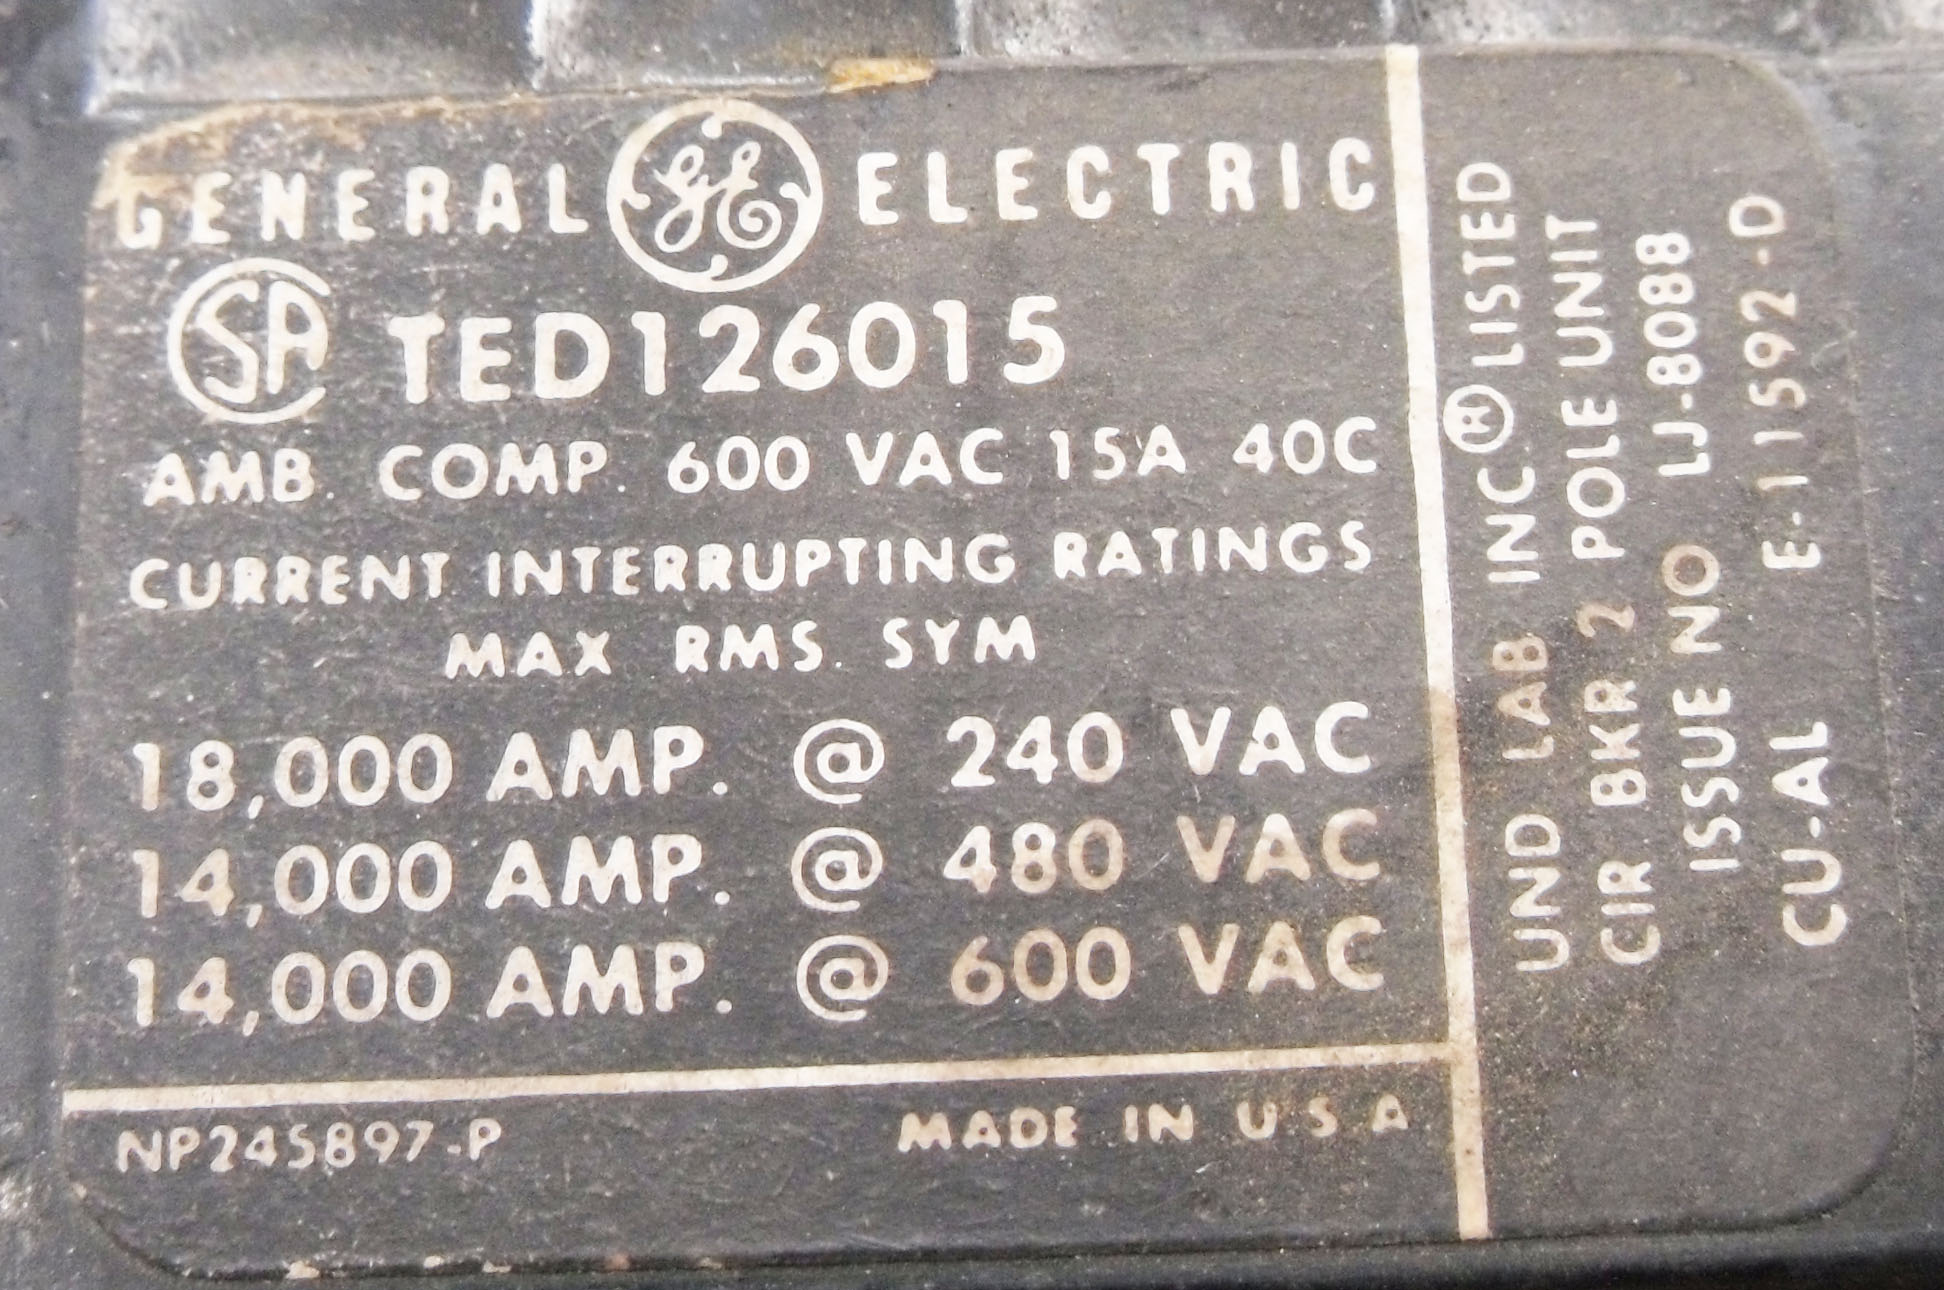 GENERAL GE ELECTRIC
SA TED126015
AMB. COMP. 600 VAC 15A 40C
CURRENT INTERRUPTING RATINGS
MAX RMS. SYM
18,000 AMP. @ 240 VAC
14,000 AMP. @ 480 VAC
14,000 AMP. @ 600 VAC
NP245897-P MADE IN U S A
UND LAB INC ® LISTED
CIR BKR 2 POLE UNIT
ISSUE NO LJ-8088
CU-AL E-11592-D